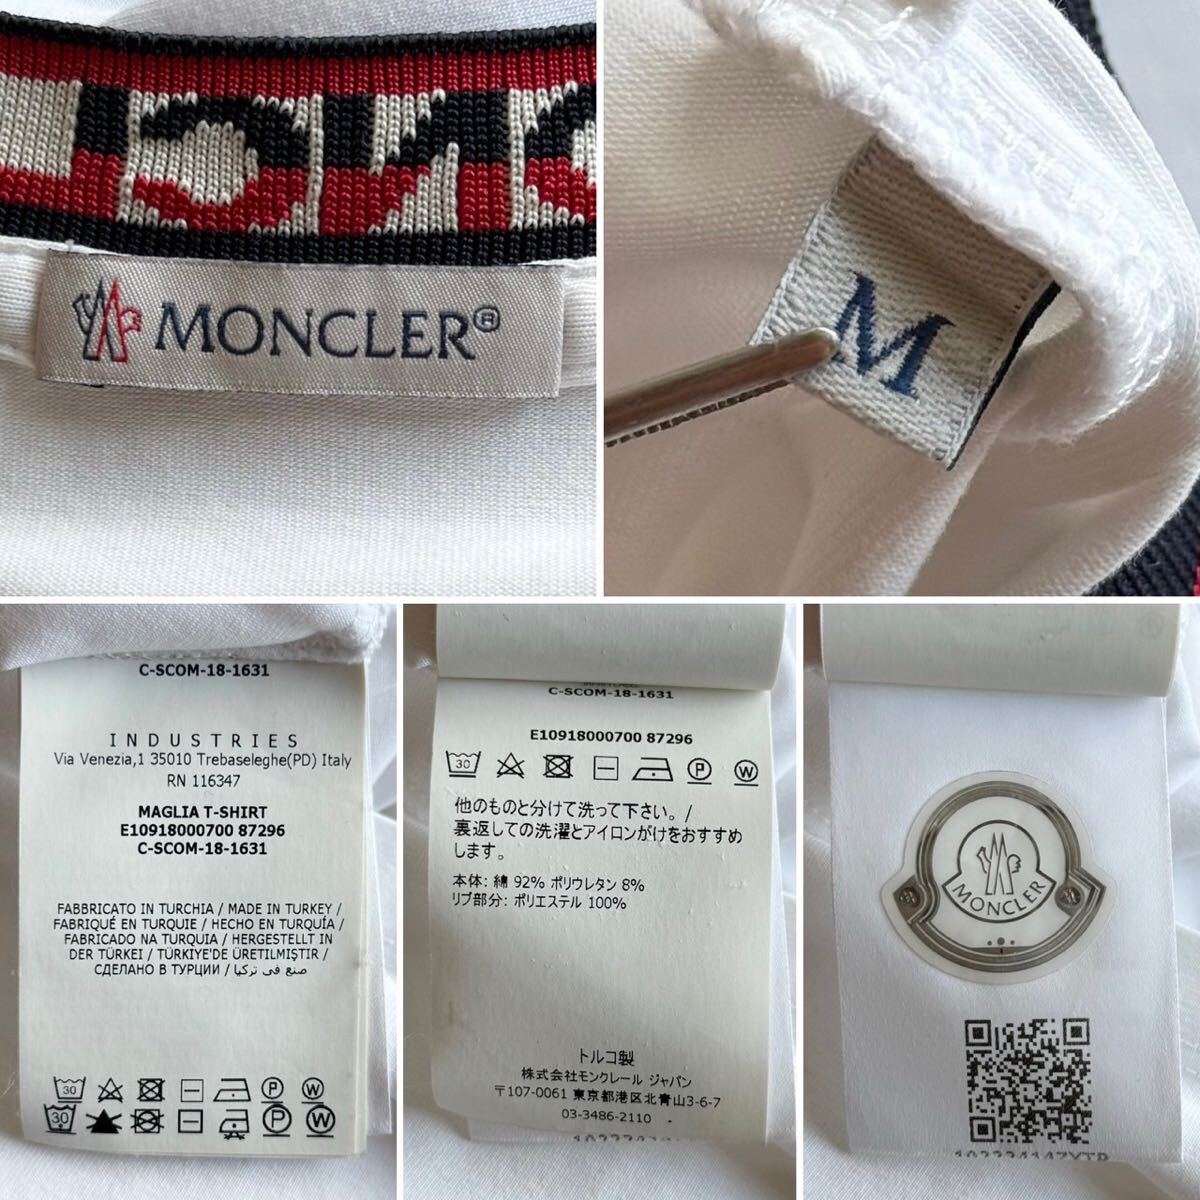 MONCLER®
M
C-SCOM-18-1631
INDUSTRIES
Via Venezia,1 35010 Trebaseleghe(PD) Italy
RN 116347
MAGLIA T-SHIRT
E10918000700 87296
C-SCOM-18-1631
FABBRICATO IN TURCHIA / MADE IN TURKEY /
FABRIQUÉ EN TURQUIE / HECHO EN TURQUÍA /
FABRICADO NA TURQUIA / HERGESTELLT IN
DER TÜRKEI / TÜRKİYE'DE ÜRETILMIŞTIR /
СДЕЛАНО В ТУРЦИИ / صنع في تركيا
30 P W
30 P W
C-SCOM-18-1631
E10918000700 87296
30 P W
他のものと分けて洗って下さい。/
裏返しての洗濯とアイロンがけをおすすめ
します。
本体: 綿 92% ポリウレタン 8%
リブ部分: ポリエステル 100%
トルコ製
株式会社モンクレール ジャパン
〒107-0061 東京都港区北青山3-6-7
03-3486-2110
MONCLER